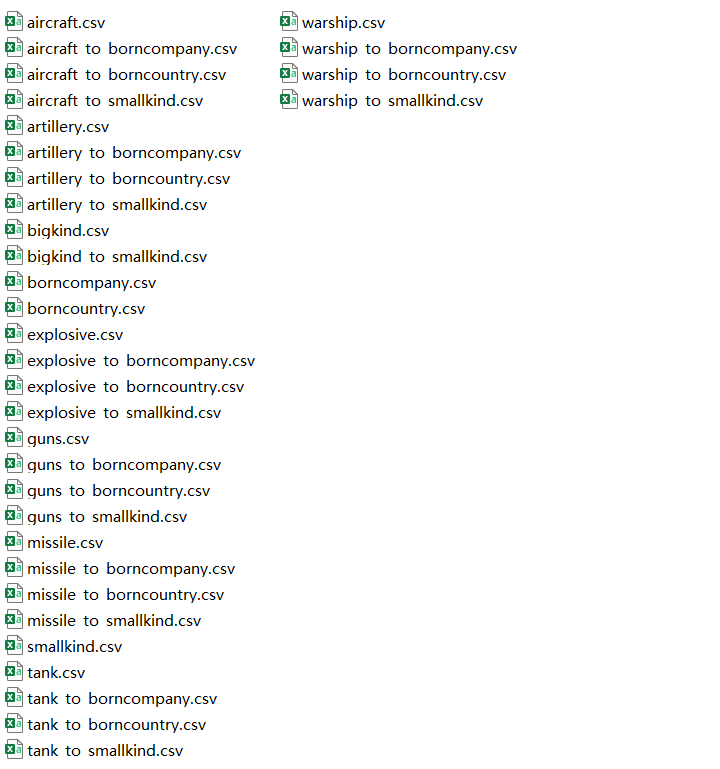 aircraft.csv
aircraft to borncompany.csv
aircraft to borncountry.csv
aircraft to smallkind.csv
artillery.csv
artillery to borncompany.csv
artillery to borncountry.csv
artillery to smallkind.csv
bigkind.csv
bigkind to smallkind.csv
borncompany.csv
borncountry.csv
explosive.csv
explosive to borncompany.csv
explosive to borncountry.csv
explosive to smallkind.csv
guns.csv
guns to borncompany.csv
guns to borncountry.csv
guns to smallkind.csv
missile.csv
missile to borncompany.csv
missile to borncountry.csv
missile to smallkind.csv
smallkind.csv
tank.csv
tank to borncompany.csv
tank to borncountry.csv
tank to smallkind.csv
warship.csv
warship to borncompany.csv
warship to borncountry.csv
warship to smallkind.csv